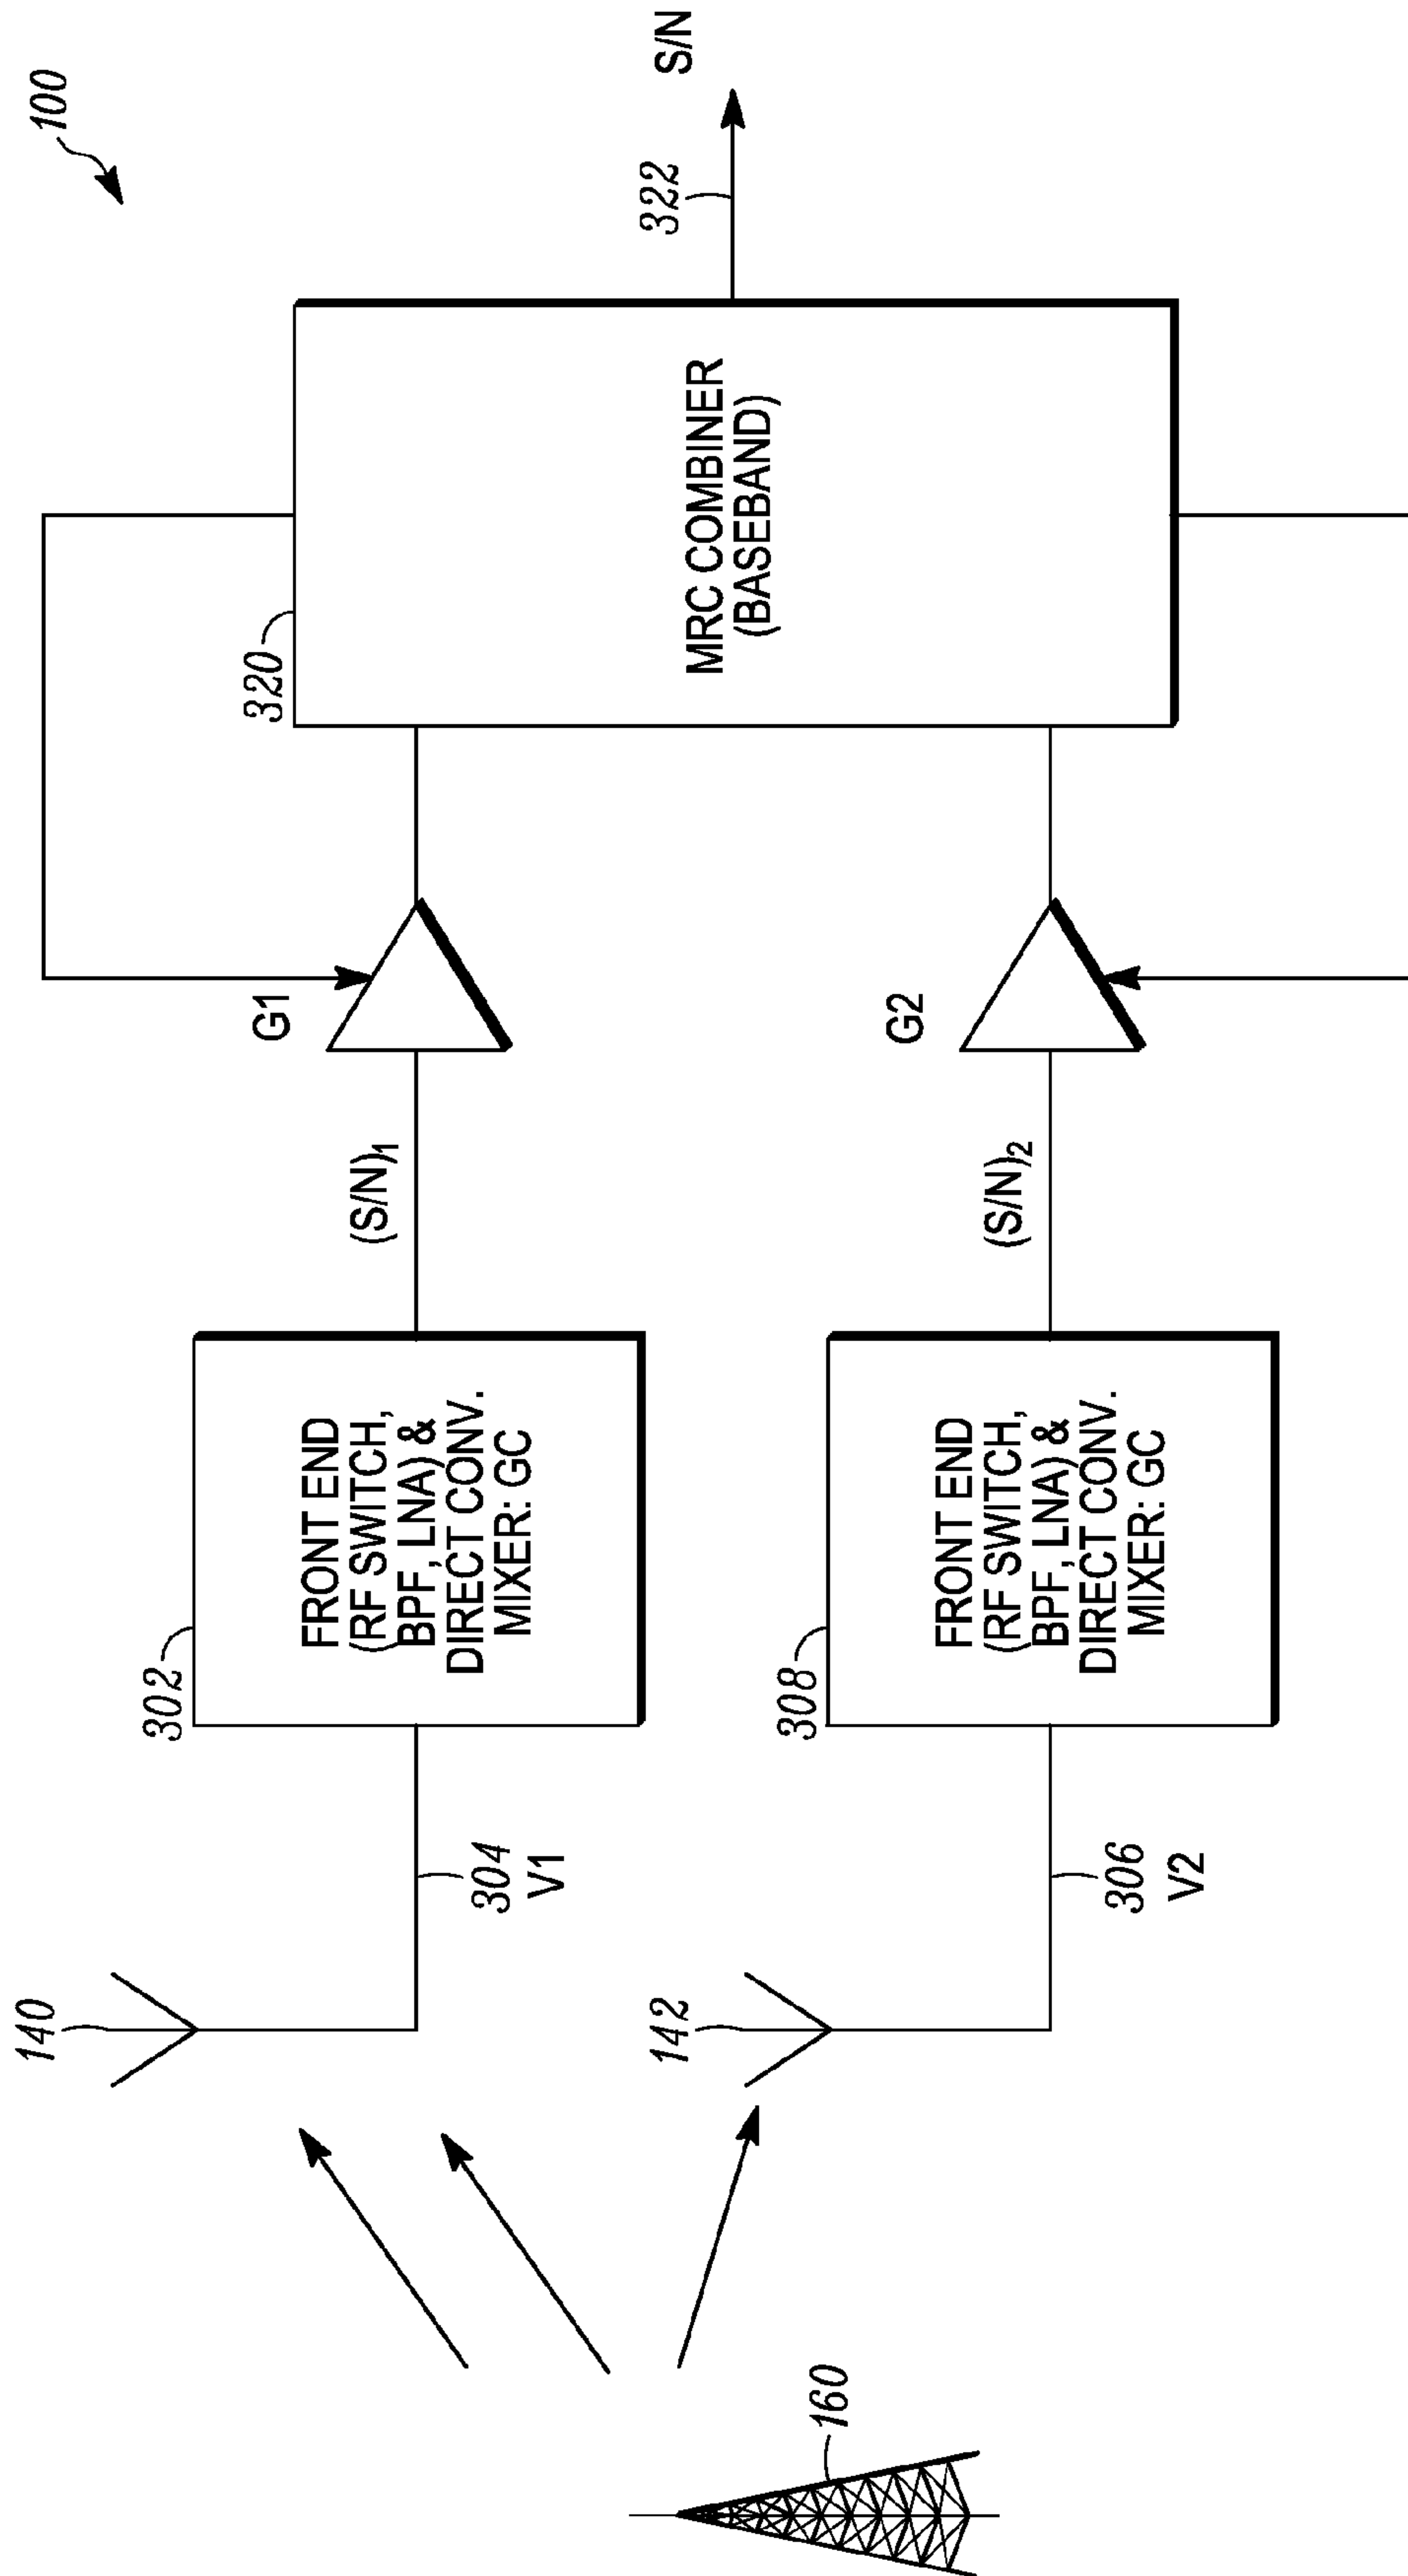 100
140
304
V1
302
FRONT END
(RF SWITCH,
BPF, LNA) &
DIRECT CONV.
MIXER: GC
(S/N)1
G1
320
MRC COMBINER
(BASEBAND)
322
S/N
160
142
306
V2
308
FRONT END
(RF SWITCH,
BPF, LNA) &
DIRECT CONV.
MIXER: GC
(S/N)2
G2